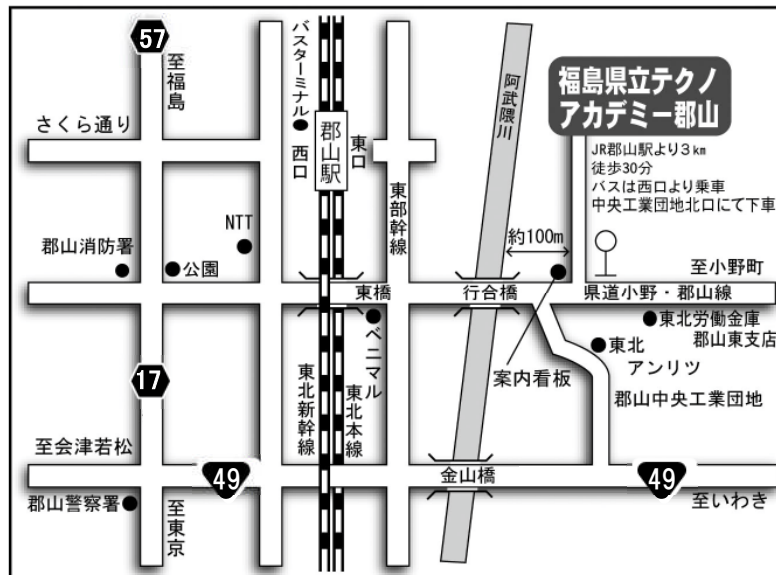 57
至福島
さくら通り
バスターミナル
西口
郡山駅
東口
東部幹線
阿武隈川
福島県立テクノ
アカデミー郡山
JR郡山駅より3㎞
徒歩30分
バスは西口より乗車
中央工業団地北口にて下車
約100m
NTT
郡山消防署
公園
至小野町
東橋
行合橋
県道小野・郡山線
ベニマル
東北労働金庫
郡山東支店
東北
アンリツ
案内看板
郡山中央工業団地
17
東北新幹線
東北本線
至会津若松
49
金山橋
49
郡山警察署
至東京
至いわき